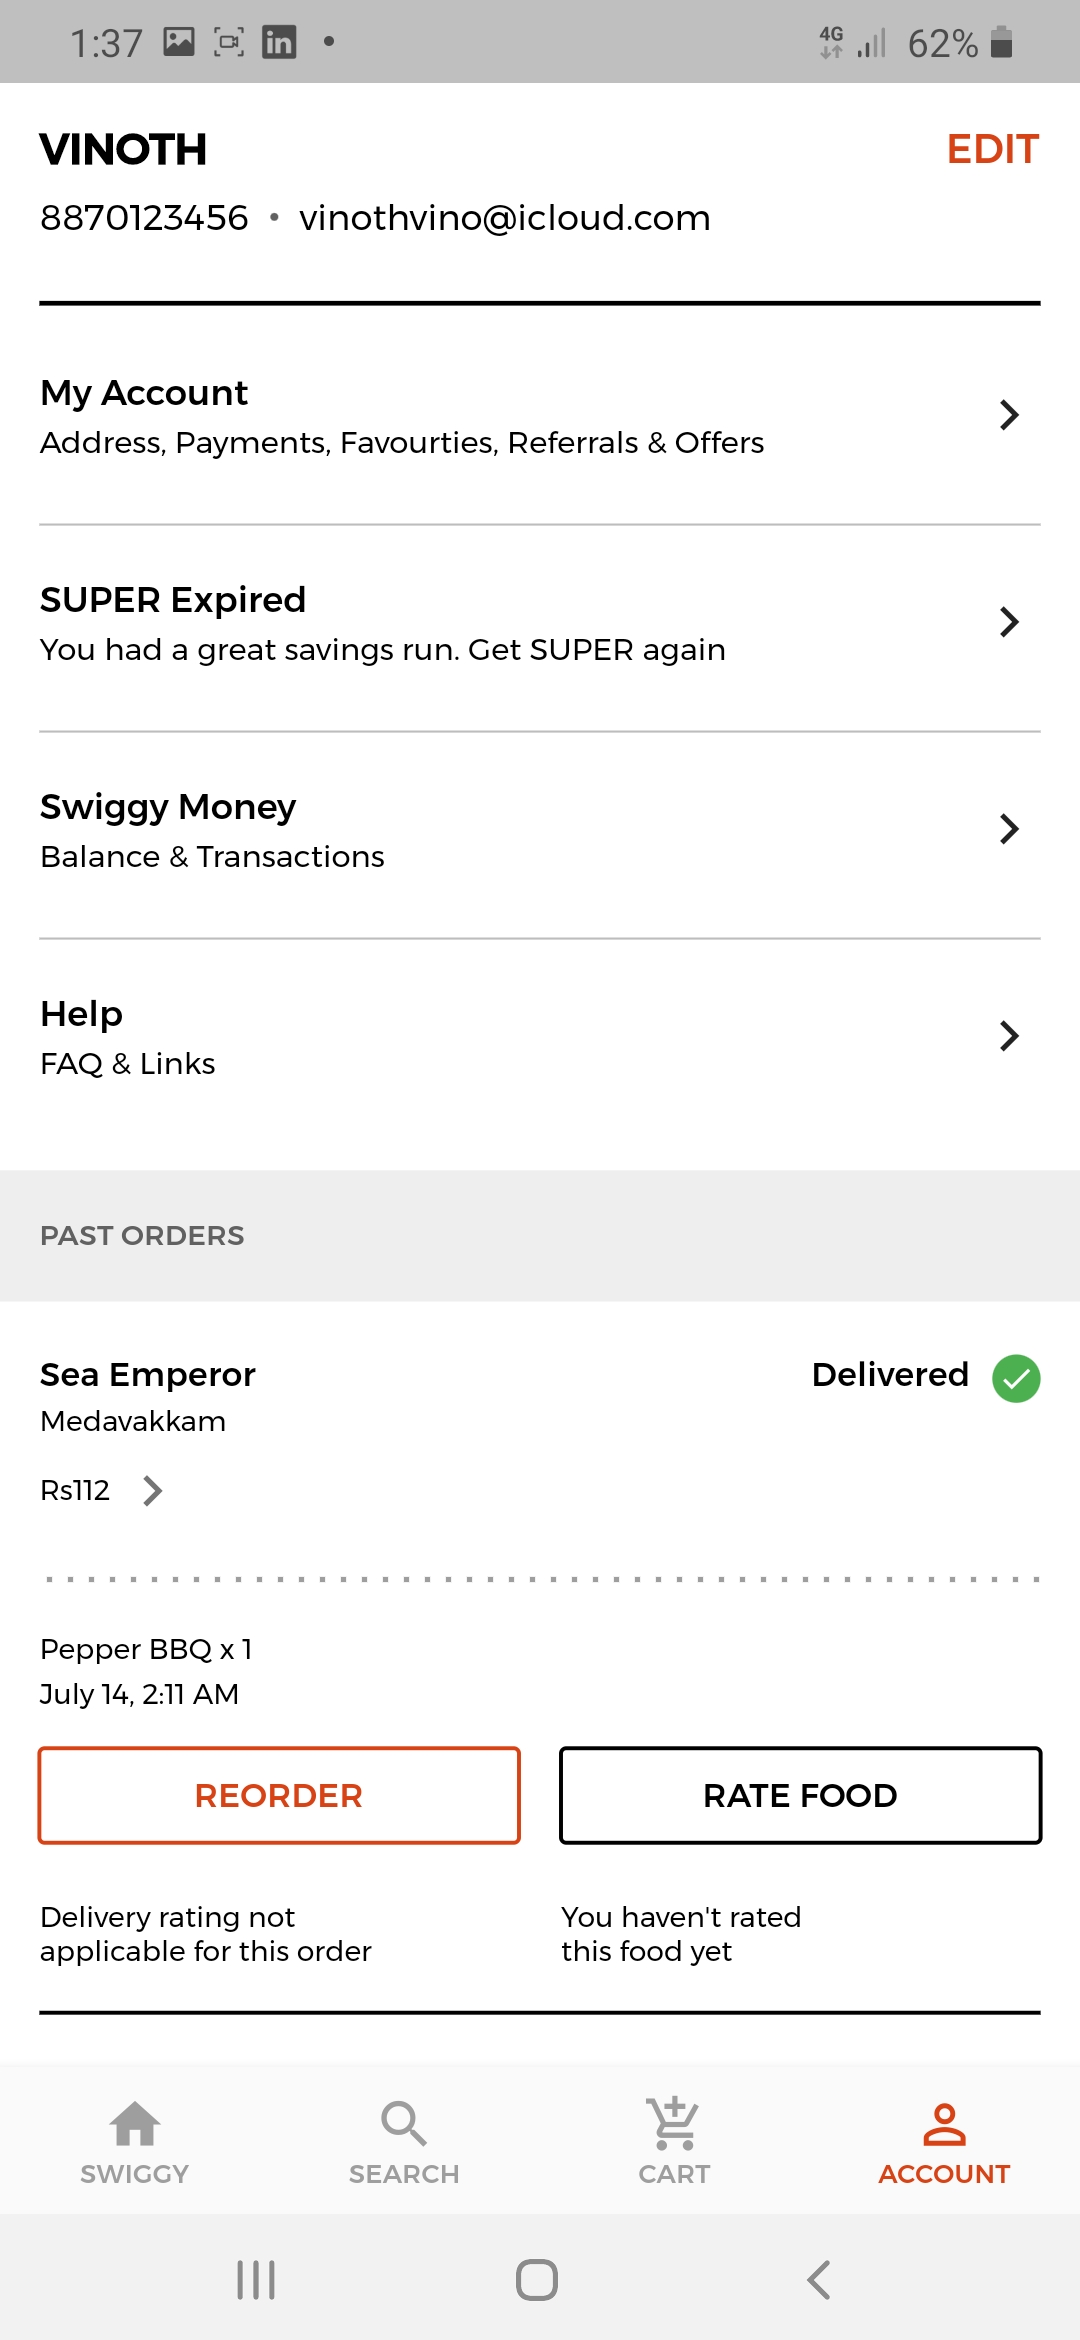 1:37
4G
62%
VINOTH
EDIT
8870123456 • vinothvino@icloud.com
My Account
Address, Payments, Favourties, Referrals & Offers
SUPER Expired
You had a great savings run. Get SUPER again
Swiggy Money
Balance & Transactions
Help
FAQ & Links
PAST ORDERS
Sea Emperor
Delivered
Medavakkam
Rs112
Pepper BBQ x 1
July 14, 2:11 AM
REORDER
RATE FOOD
Delivery rating not
applicable for this order
You haven't rated
this food yet
SWIGGY
SEARCH
CART
ACCOUNT